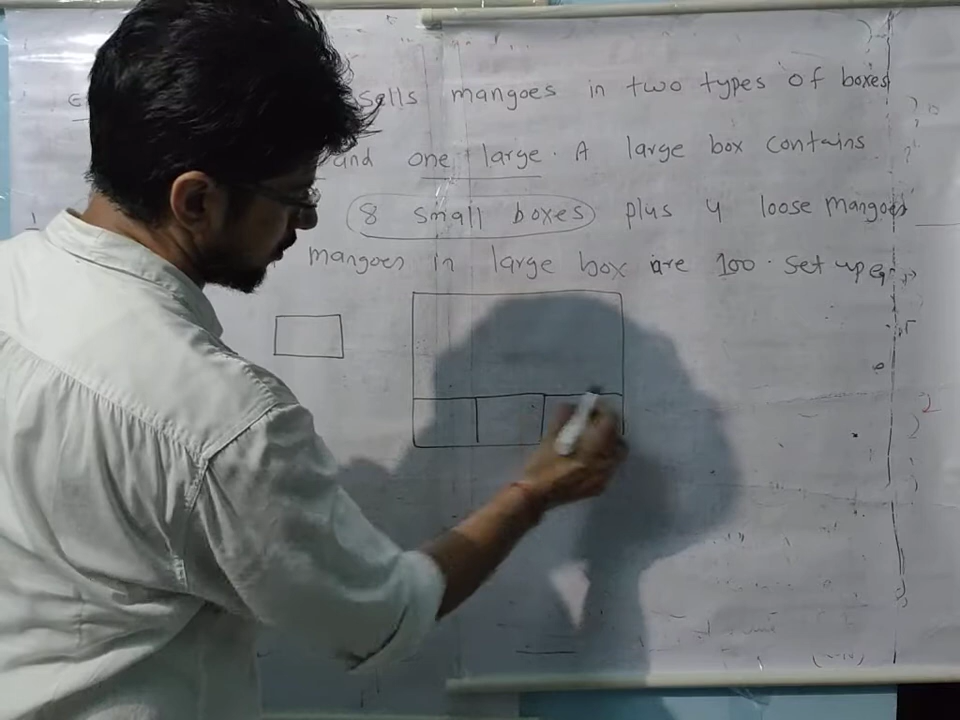 sells mangoes in two types of boxes
and one large. A large box contains
8 small boxes plus 4 loose mangoes
mangoes in large box are 100. Set up